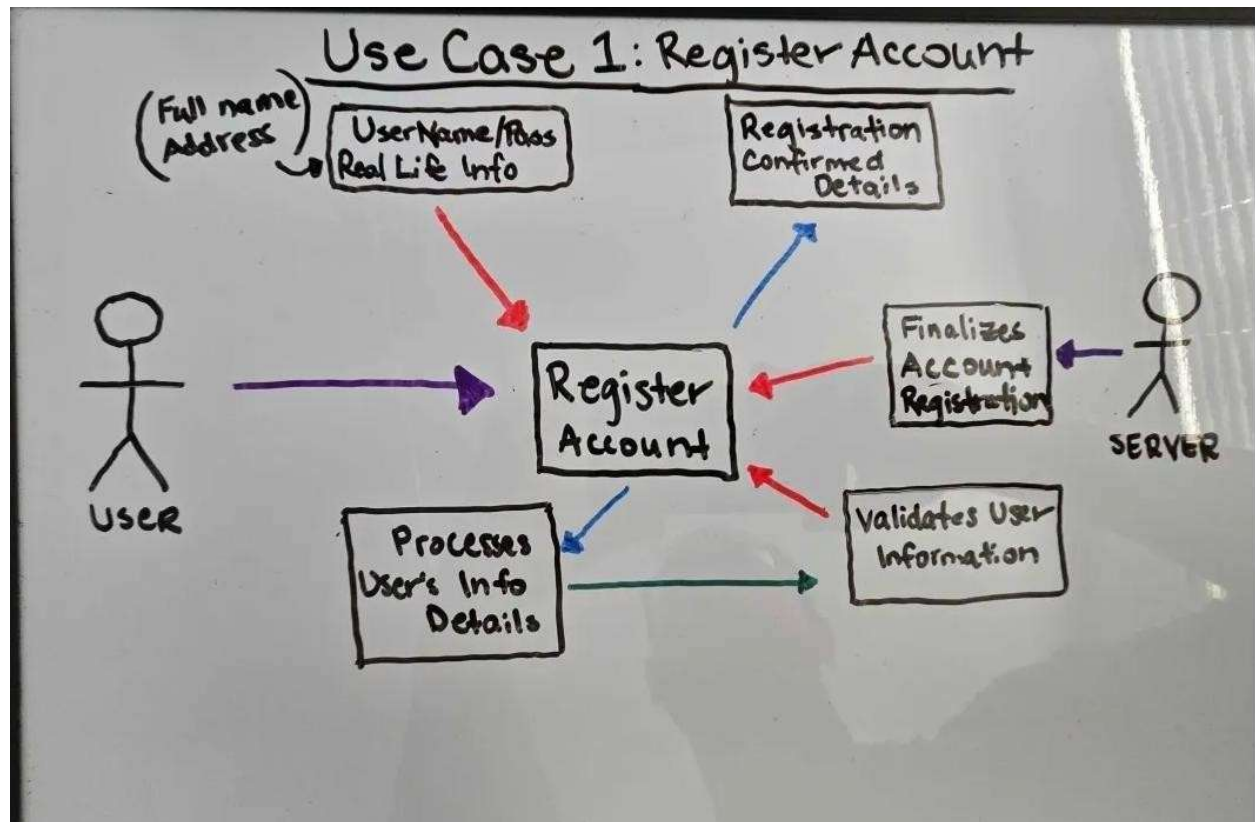 Use Case 1: Register Account
(Full name
Address)
UserName/Pass
Real Life Info
Registration
Confirmed
Details
Finalizes
Account
Registration
Register
Account
USER
SERVER
Processes
User's Info
Details
Validates User
Information